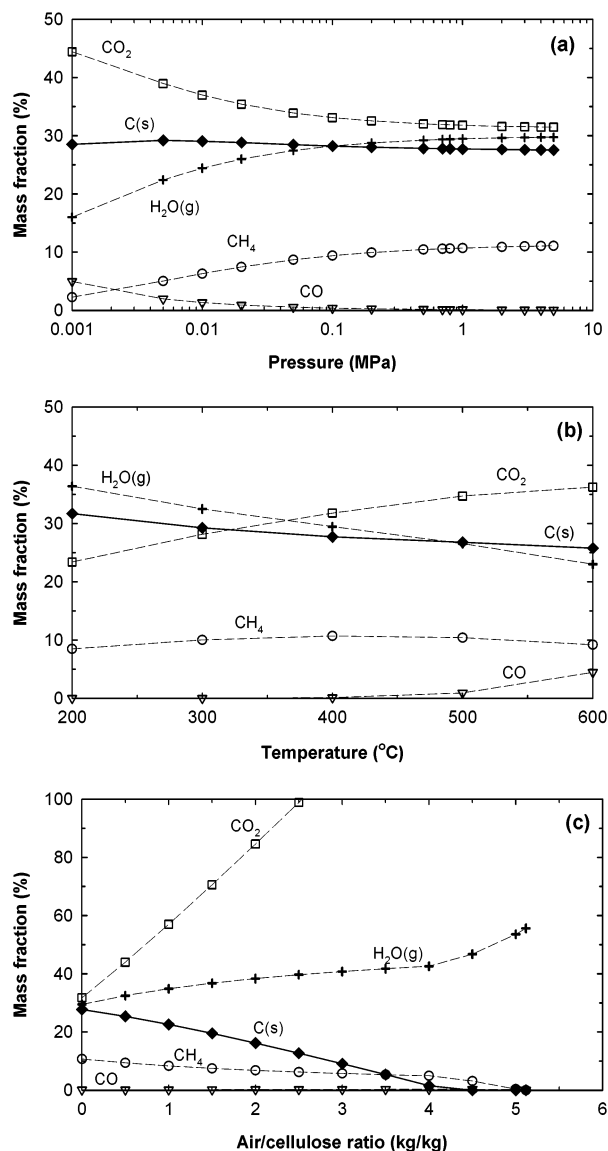 50
(a)
CO2
40
C(s)
30
20
H2O(g)
CH4
10
CO
0
0.001 0.01 0.1 1 10
Mass fraction (%)
Pressure (MPa)
50
(b)
H2O(g)
CO2
40
30
C(s)
20
CH4
10
CO
0
200 300 400 500 600
Mass fraction (%)
Temperature (oC)
100
(c)
CO2
80
60
H2O(g)
40
C(s)
20
CH4
CO
0
0 1 2 3 4 5 6
Mass fraction (%)
Air/cellulose ratio (kg/kg)